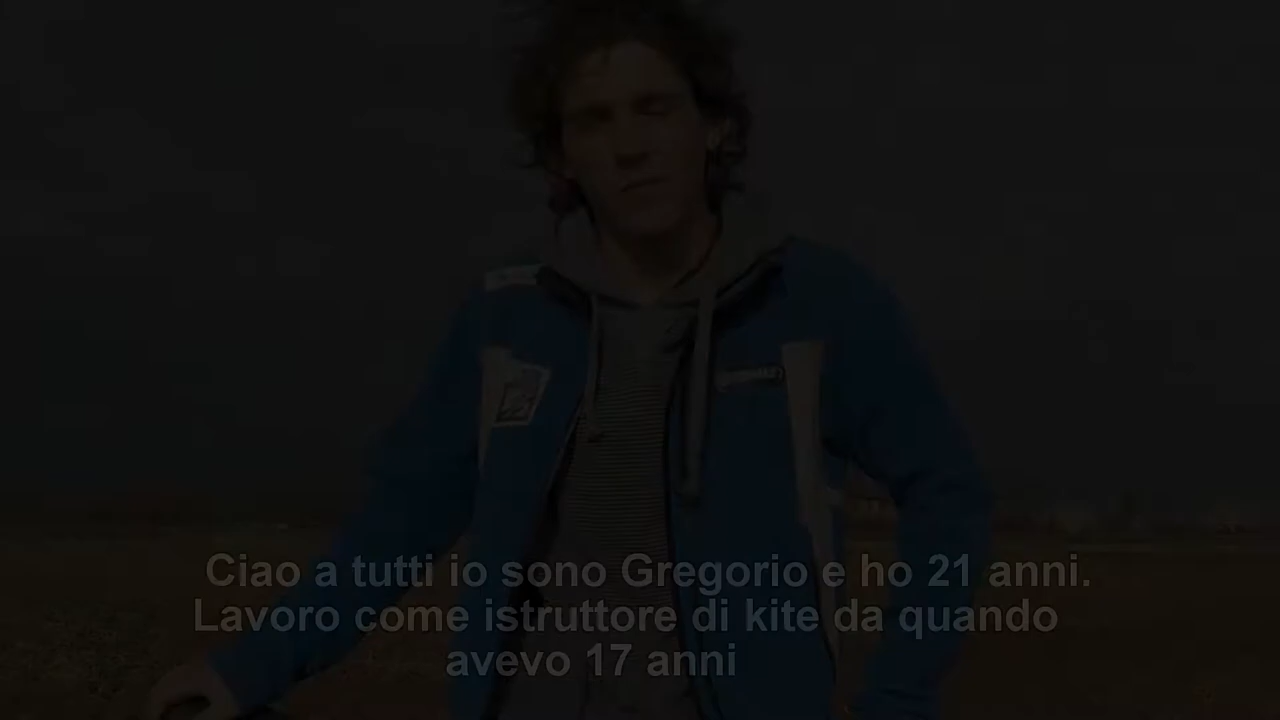 Ciao a tutti io sono Gregorio e ho 21 anni.
Lavoro come istruttore di kite da quando
avevo 17 anni